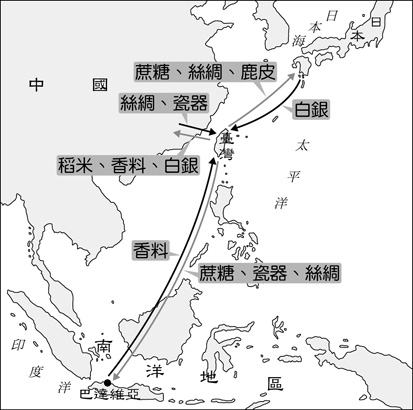 日本
日本海
中國
蔗糖、絲綢、鹿皮
絲綢、瓷器
白銀
臺灣
稻米、香料、白銀
太平洋
香料
蔗糖、瓷器、絲綢
南洋地區
印度洋
巴達維亞